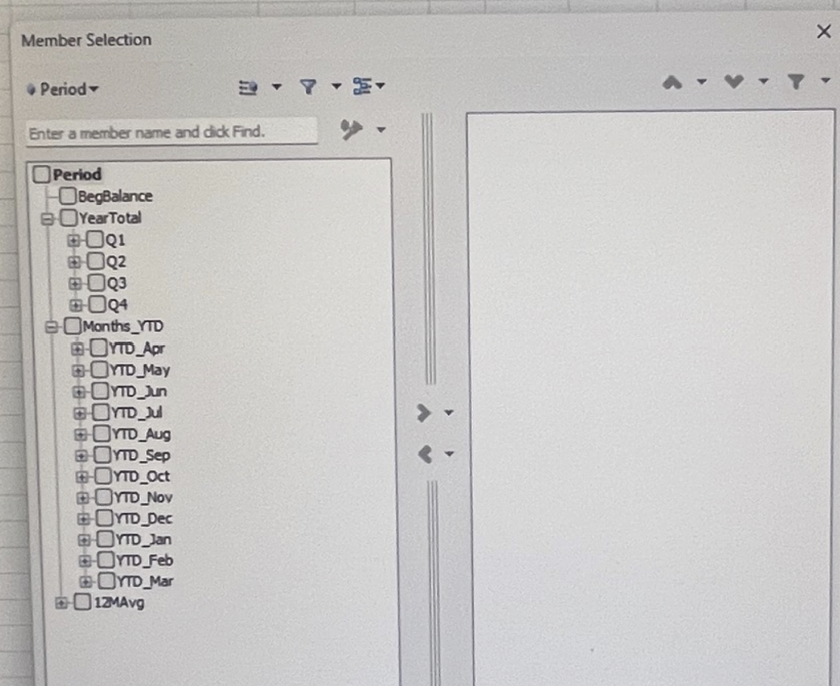 Member Selection
Period
Enter a member name and click Find.
Period
BegBalance
YearTotal
Q1
Q2
Q3
Q4
Months_YTD
YTD_Apr
YTD_May
YTD_Jun
YTD_Jul
YTD_Aug
YTD_Sep
YTD_Oct
YTD_Nov
YTD_Dec
YTD_Jan
YTD_Feb
YTD_Mar
12MAvg